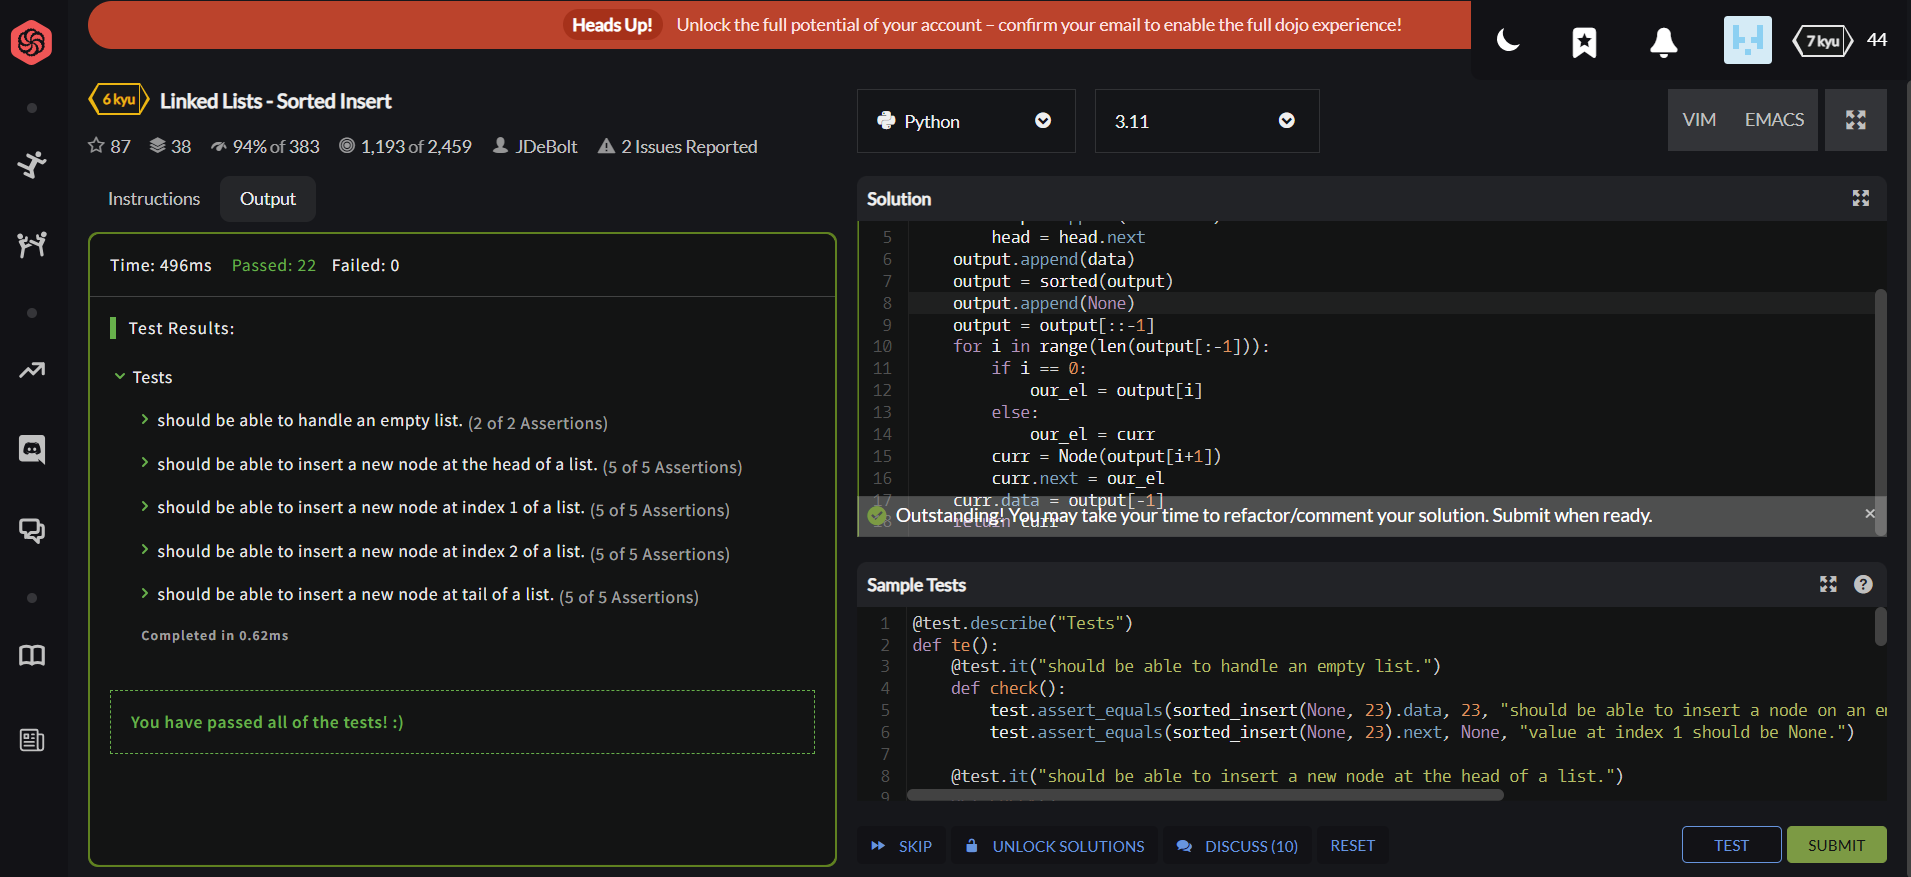 Heads Up! Unlock the full potential of your account – confirm your email to enable the full dojo experience!
7 kyu 44
6 kyu Linked Lists - Sorted Insert
87 38 94% of 383 1,193 of 2,459 JDeBolt 2 Issues Reported
Instructions Output
Time: 496ms Passed: 22 Failed: 0
Test Results:
Tests
should be able to handle an empty list. (2 of 2 Assertions)
should be able to insert a new node at the head of a list. (5 of 5 Assertions)
should be able to insert a new node at index 1 of a list. (5 of 5 Assertions)
should be able to insert a new node at index 2 of a list. (5 of 5 Assertions)
should be able to insert a new node at tail of a list. (5 of 5 Assertions)
Completed in 0.62ms
You have passed all of the tests! :)
Python 3.11 VIM EMACS
Solution
5 head = head.next
6 output.append(data)
7 output = sorted(output)
8 output.append(None)
9 output = output[::-1]
10 for i in range(len(output[:-1])):
11 if i == 0:
12 our_el = output[i]
13 else:
14 our_el = curr
15 curr = Node(output[i+1])
16 curr.next = our_el
17 curr.data = output[-1]
18 return curr
Outstanding! You may take your time to refactor/comment your solution. Submit when ready.
Sample Tests
1 @test.describe("Tests")
2 def te():
3 @test.it("should be able to handle an empty list.")
4 def check():
5 test.assert_equals(sorted_insert(None, 23).data, 23, "should be able to insert a node on an e
6 test.assert_equals(sorted_insert(None, 23).next, None, "value at index 1 should be None.")
7
8 @test.it("should be able to insert a new node at the head of a list.")
9
SKIP UNLOCK SOLUTIONS DISCUSS (10) RESET TEST SUBMIT